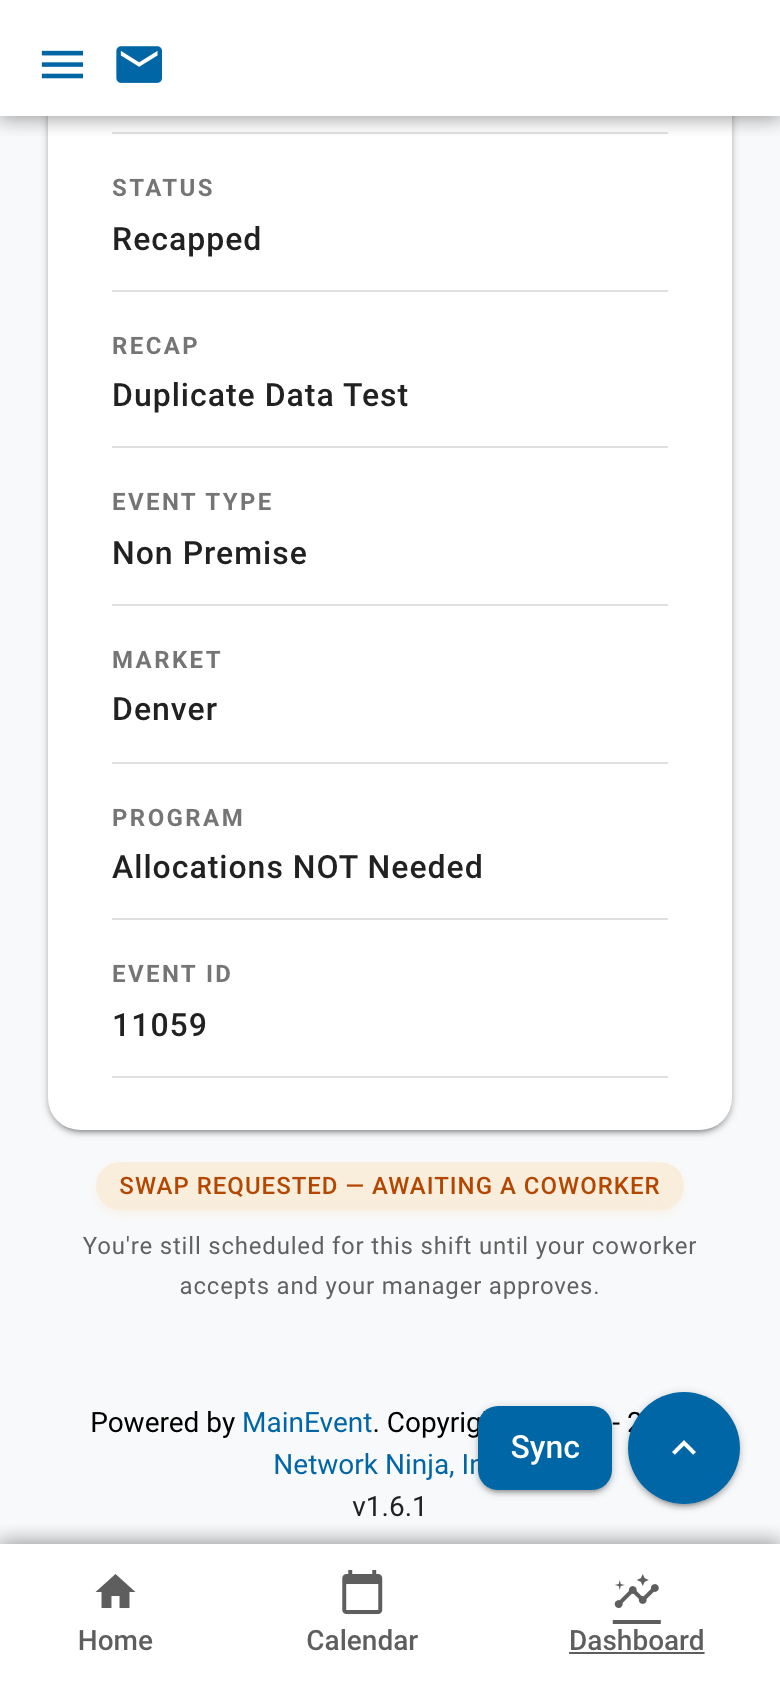 STATUS
Recapped
RECAP
Duplicate Data Test
EVENT TYPE
Non Premise
MARKET
Denver
PROGRAM
Allocations NOT Needed
EVENT ID
11059
SWAP REQUESTED — AWAITING A COWORKER
You're still scheduled for this shift until your coworker
accepts and your manager approves.
Powered by MainEvent.
Network Ninja,
v1.6.1
Sync
Home
Calendar
Dashboard